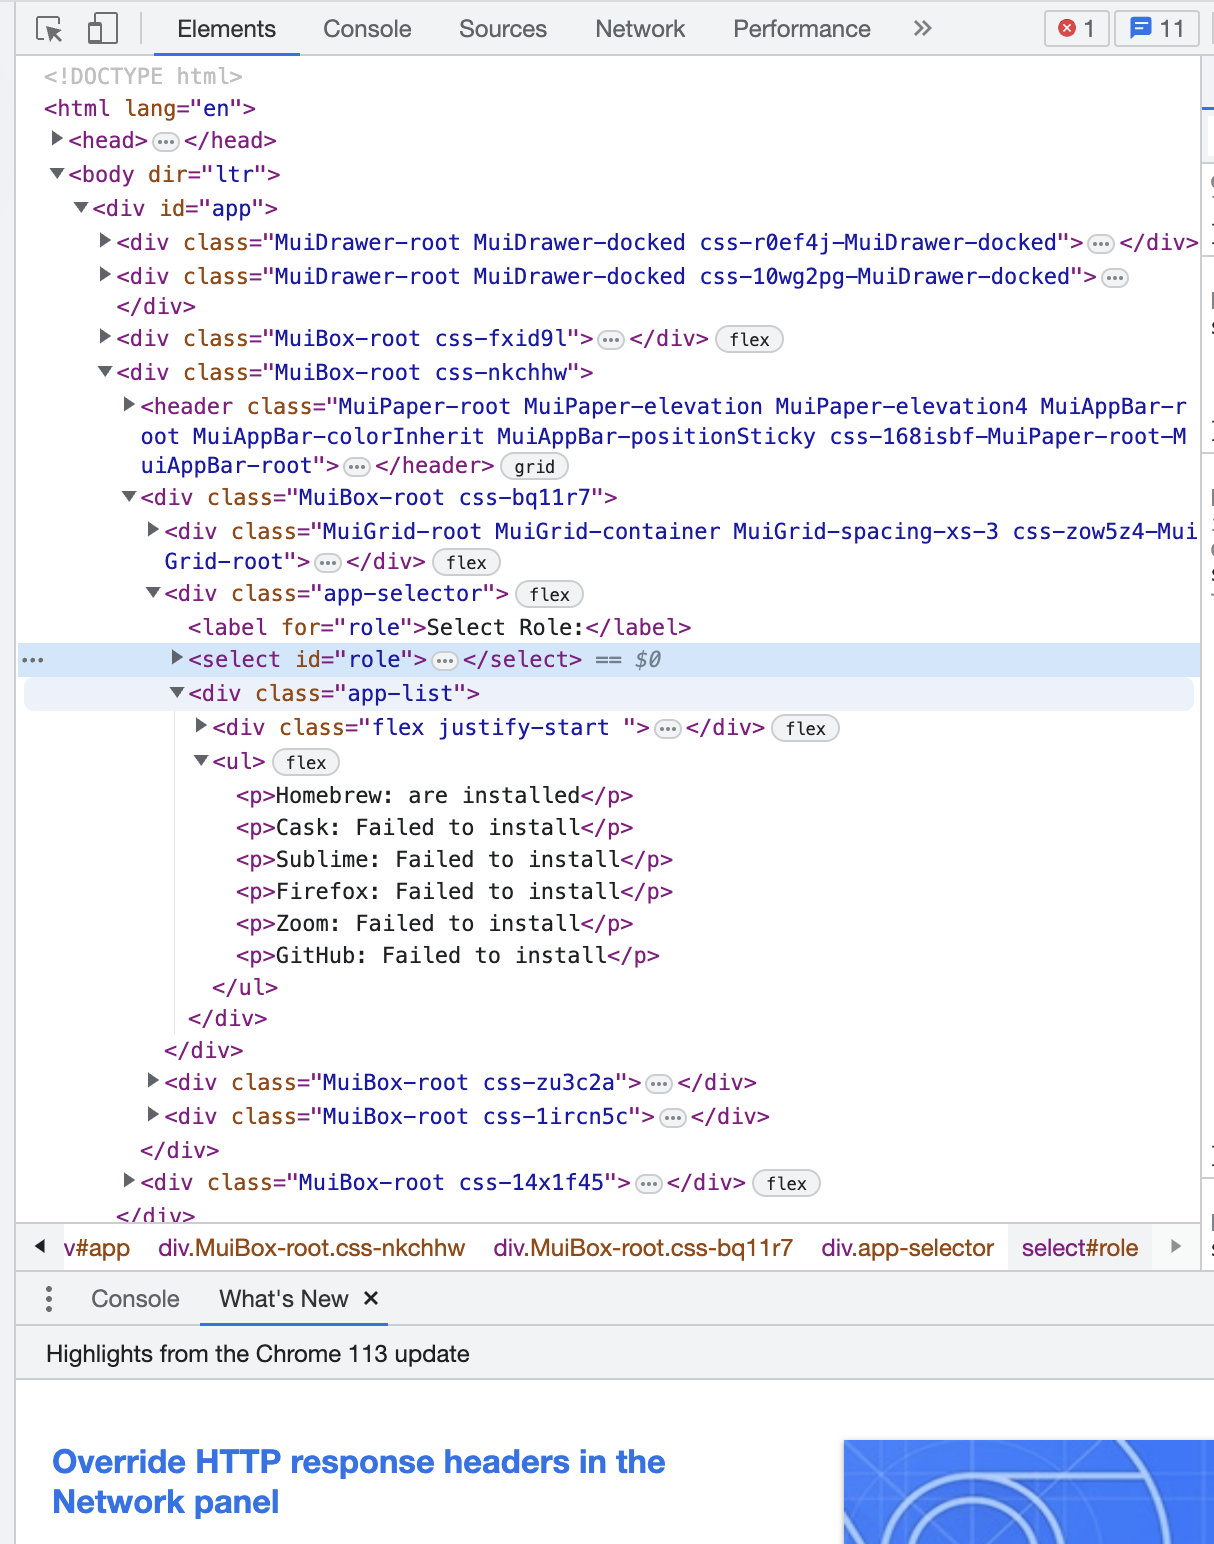 Elements Console Sources Network Performance » 1 11
<!DOCTYPE html>
<html lang="en">
<head> ••• </head>
<body dir="ltr">
<div id="app">
<div class="MuiDrawer-root MuiDrawer-docked css-r0ef4j-MuiDrawer-docked"> ••• </div>
<div class="MuiDrawer-root MuiDrawer-docked css-10wg2pg-MuiDrawer-docked"> •••
</div>
<div class="MuiBox-root css-fxid9l"> ••• </div> flex
<div class="MuiBox-root css-nkchhw">
<header class="MuiPaper-root MuiPaper-elevation MuiPaper-elevation4 MuiAppBar-r
oot MuiAppBar-colorInherit MuiAppBar-positionSticky css-168isbf-MuiPaper-root-M
uiAppBar-root"> ••• </header> grid
<div class="MuiBox-root css-bq11r7">
<div class="MuiGrid-root MuiGrid-container MuiGrid-spacing-xs-3 css-zow5z4-Mui
Grid-root"> ••• </div> flex
<div class="app-selector"> flex
<label for="role">Select Role:</label>
••• <select id="role"> ••• </select> == $0
<div class="app-list">
<div class="flex justify-start "> ••• </div> flex
<ul> flex
<p>Homebrew: are installed</p>
<p>Cask: Failed to install</p>
<p>Sublime: Failed to install</p>
<p>Firefox: Failed to install</p>
<p>Zoom: Failed to install</p>
<p>GitHub: Failed to install</p>
</ul>
</div>
</div>
<div class="MuiBox-root css-zu3c2a"> ••• </div>
<div class="MuiBox-root css-1ircn5c"> ••• </div>
</div>
<div class="MuiBox-root css-14x1f45"> ••• </div> flex
</div>
v#app div.MuiBox-root.css-nkchhw div.MuiBox-root.css-bq11r7 div.app-selector select#role
Console What's New ×
Highlights from the Chrome 113 update
Override HTTP response headers in the
Network panel